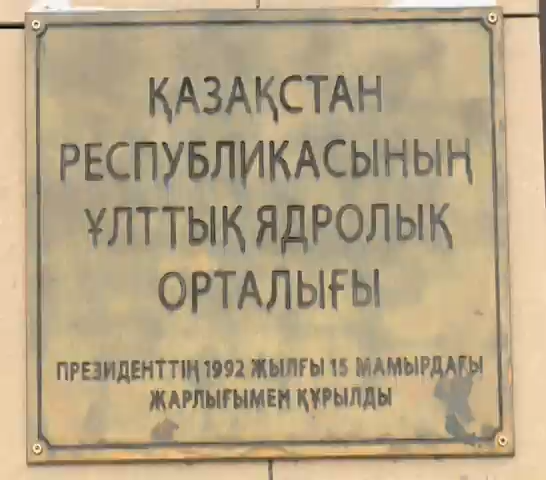 ҚАЗАҚСТАН
РЕСПУБЛИКАСЫНЫҢ
ҰЛТТЫҚ ЯДРОЛЫҚ
ОРТАЛЫҒЫ
ПРЕЗИДЕНТТІҢ 1992 ЖЫЛҒЫ 15 МАМЫРДАҒЫ
ЖАРЛЫҒЫМЕН ҚҰРЫЛДЫ